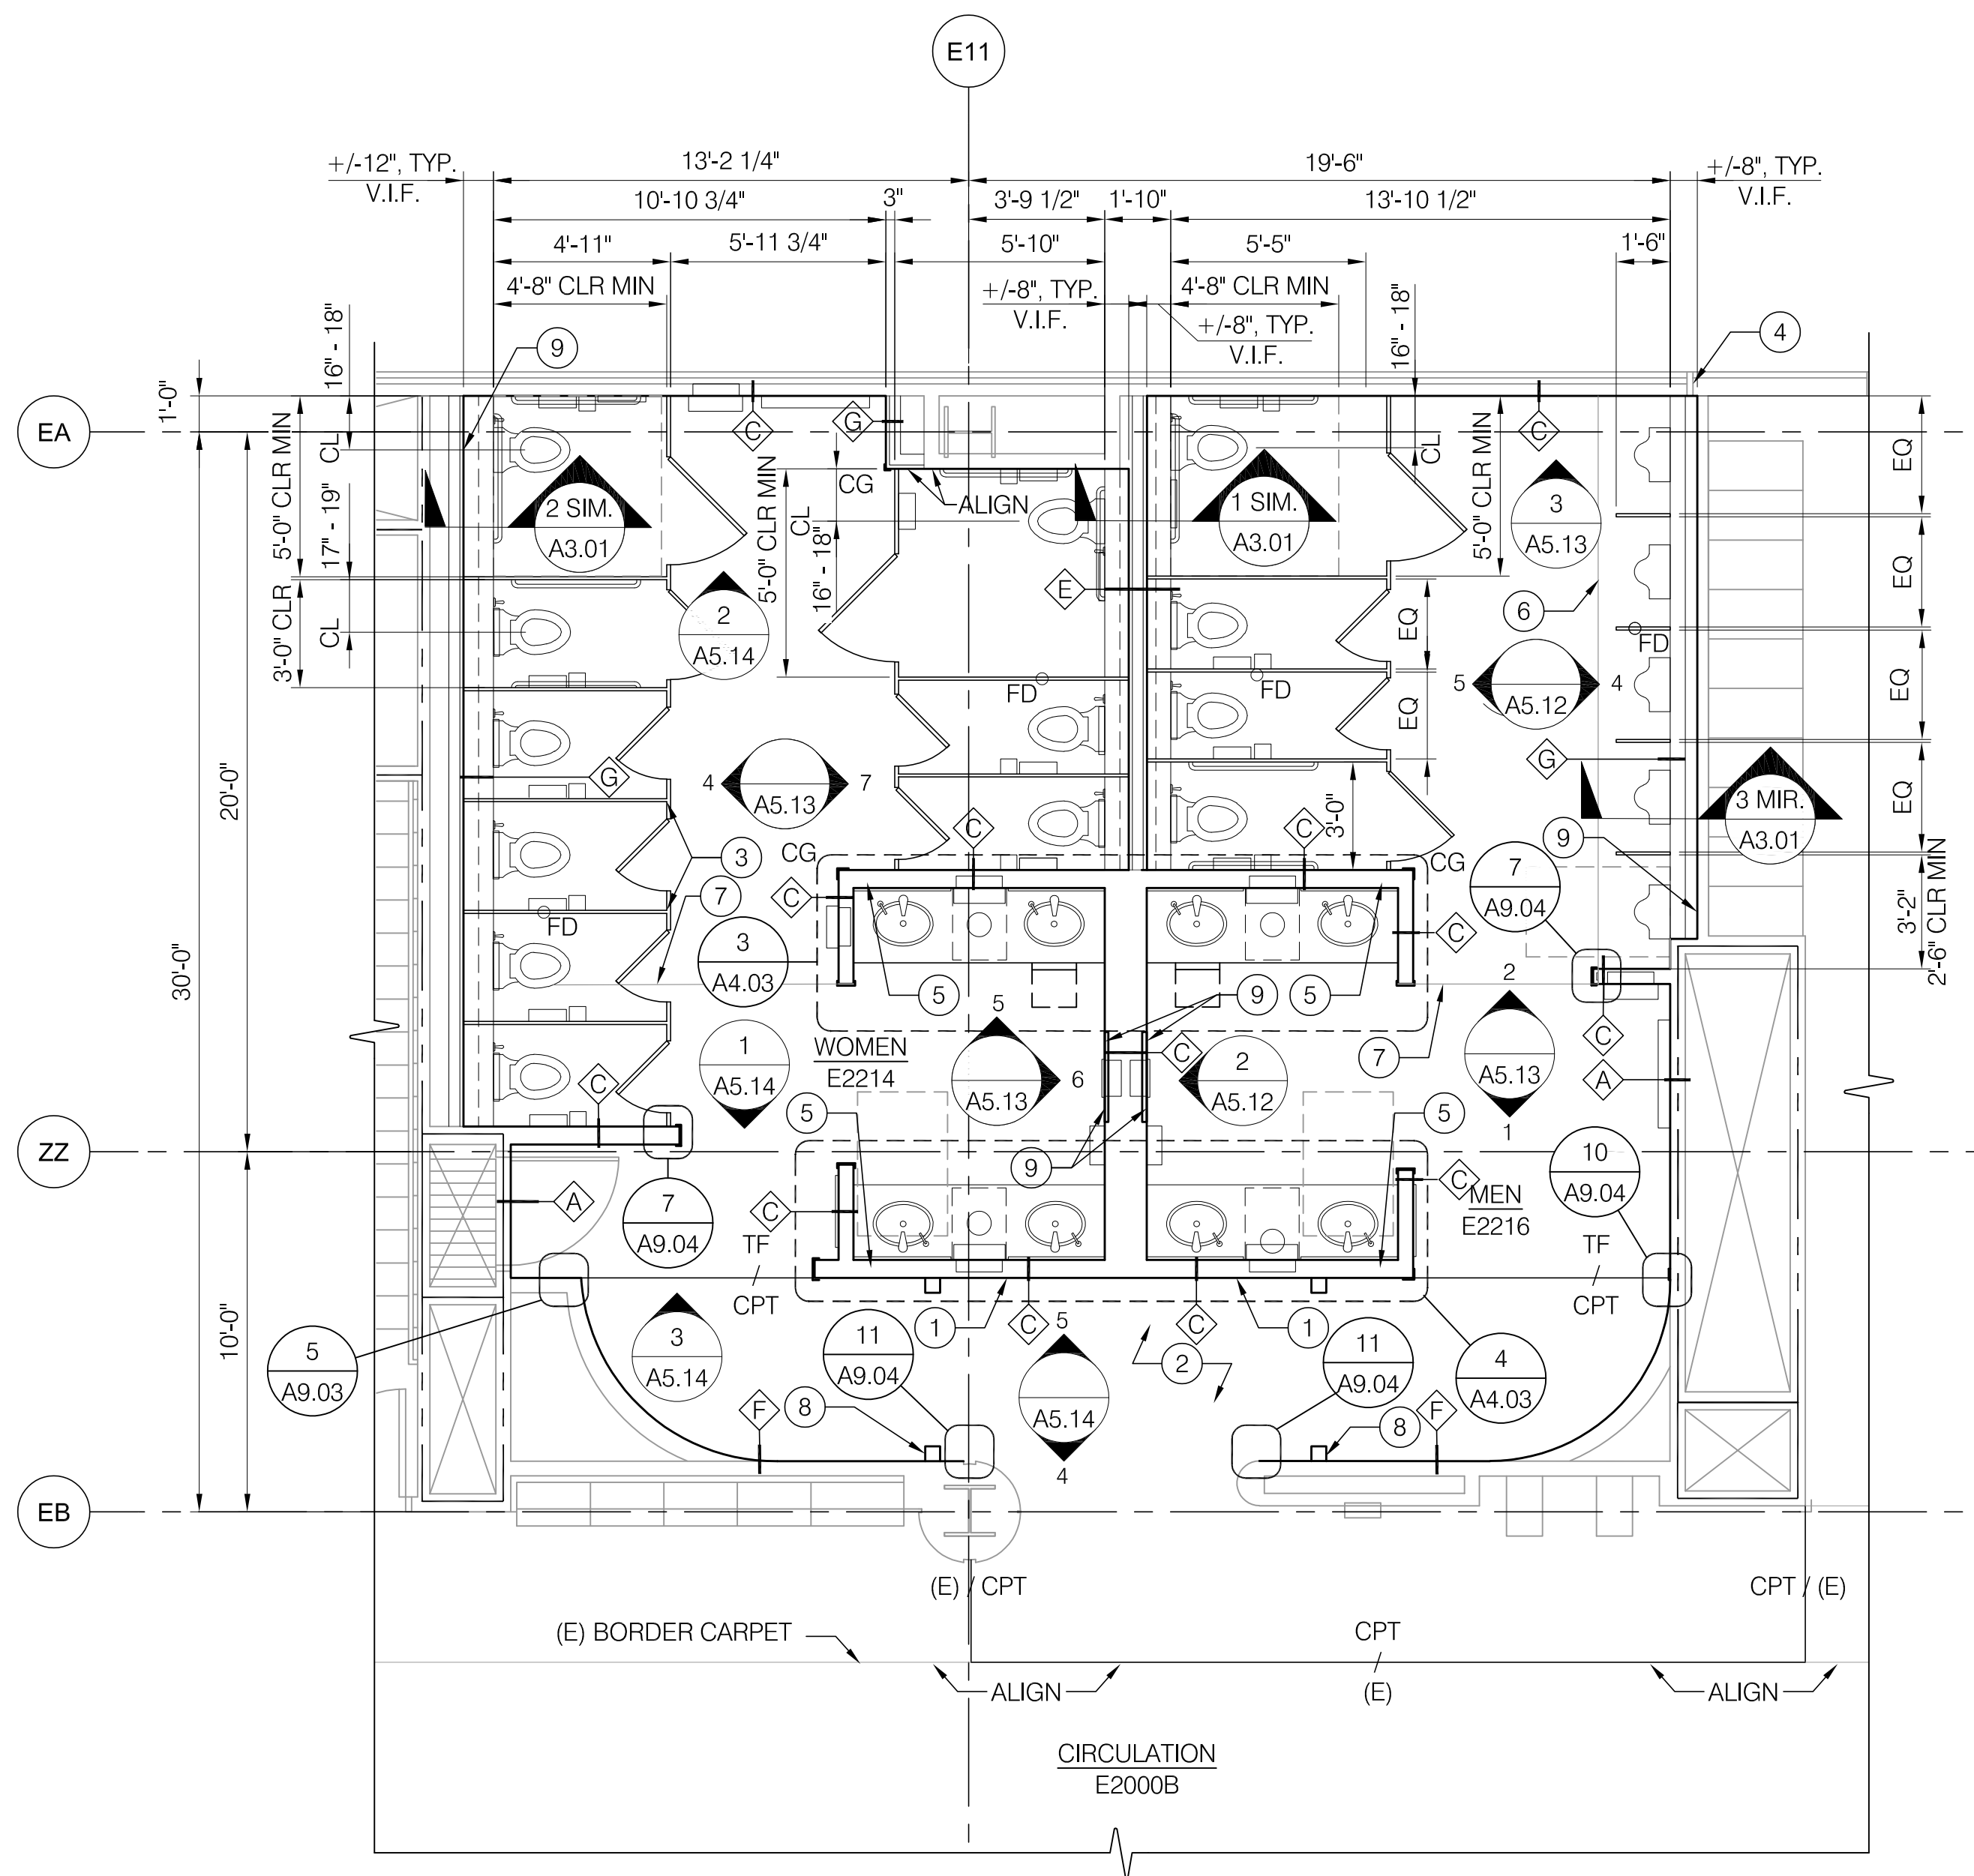 E11
+/-12", TYP.
V.I.F.
13'-2 1/4"
19'-6"
+/-8", TYP.
V.I.F.
10'-10 3/4"
3"
3'-9 1/2"
1'-10"
13'-10 1/2"
4'-11"
5'-11 3/4"
5'-10"
5'-5"
1'-6"
4'-8" CLR MIN
+/-8", TYP.
V.I.F.
4'-8" CLR MIN
+/-8", TYP.
V.I.F.
16" - 18"
16" - 18"
9
4
1'-0"
EA
CL
5'-0" CLR MIN
C
G
CG
ALIGN
CL
C
EQ
2 SIM.
A3.01
5'-0" CLR MIN
CL
16" - 18"
1 SIM.
A3.01
5'-0" CLR MIN
3
A5.13
17" - 19"
CL
3'-0" CLR
2
A5.14
E
EQ
6
FD
EQ
FD
FD
EQ
5
A5.12
4
EQ
G
4
A5.13
7
G
20'-0"
3'-0"
G
3 MIR.
A3.01
EQ
C
C
9
CG
CG
3
7
C
7
A9.04
3'-2"
2'-6" CLR MIN
FD
3
A4.03
C
30'-0"
5
5
9
5
2
C
WOMEN
E2214
5
A5.13
6
C
2
A5.12
7
A5.13
1
A
1
A5.14
C
5
5
ZZ
9
10
A9.04
A
7
A9.04
C
C
MEN
E2216
TF
/
CPT
TF
/
CPT
10'-0"
5
A9.03
3
A5.14
11
A9.04
1
C
5
A5.14
4
C
2
1
11
A9.04
4
A4.03
F
8
8
F
EB
(E) / CPT
CPT / (E)
(E) BORDER CARPET
CPT
/
(E)
ALIGN
ALIGN
CIRCULATION
E2000B